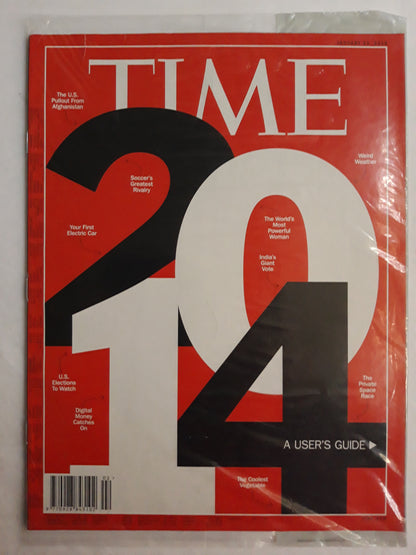 TIME
The U.S.
Pullout From
Afghanistan
Weird
Weather
Soccer's
Greatest
Rivalry
Your First
Electric Car
The World's
Most
Powerful
Woman
India's
Giant
Vote
2014
U.S.
Elections
To Watch
The
Private
Space
Race
Digital
Money
Catches
On
A USER'S GUIDE
The Coolest
Vegetable